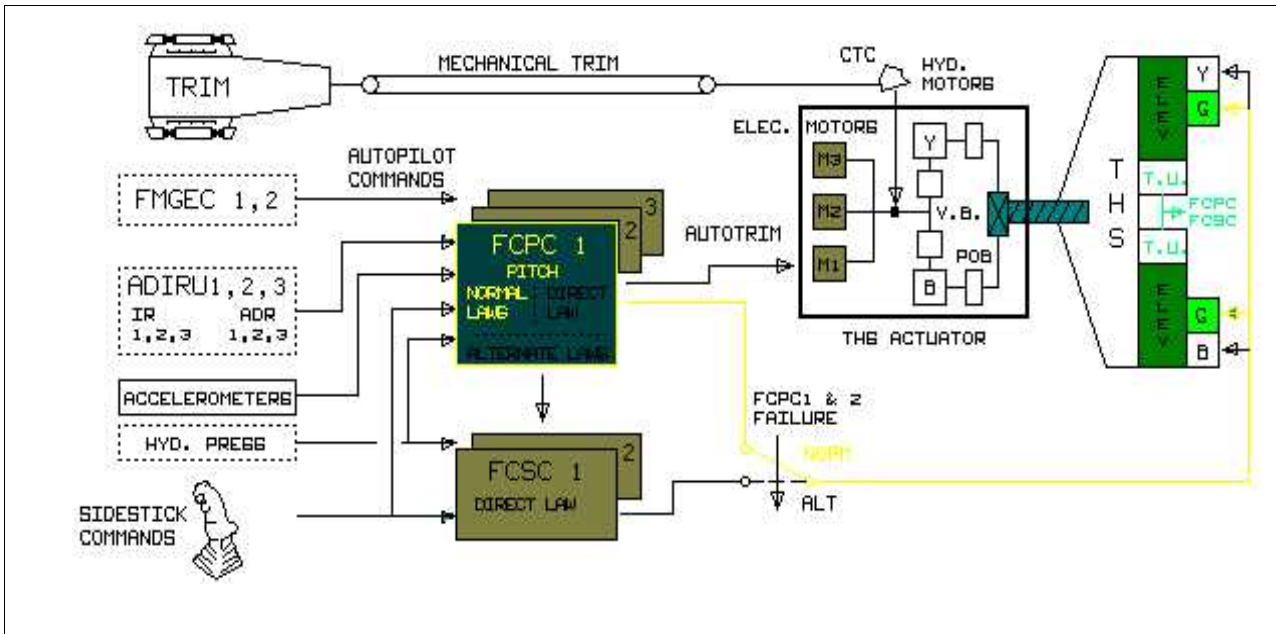 TRIM
MECHANICAL TRIM
CTC
HYD.
MOTORS
ELEC. MOTORS
M3
M2
M1
Y
V.B.
POB
B
THS ACTUATOR
T
H
S
ELEV
Y
G
T.U.
FCPC
FCSC
T.U.
ELEV
G
B
AUTOPILOT
COMMANDS
FMGEC 1,2
ADIRU1,2,3
IR ADR
1,2,3 1,2,3
ACCELEROMETERS
HYD. PRESS
SIDESTICK
COMMANDS
3
2
FCPC 1
PITCH
NORMAL DIRECT
LAWS LAW
ALTERNATE LAWS
AUTOTRIM
2
FCSC 1
DIRECT LAW
FCPC1 & 2
FAILURE
NORM
ALT